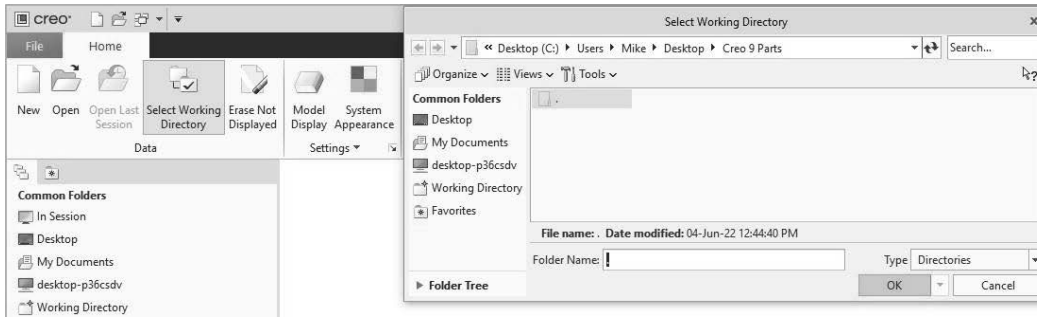 creo®
File Home
New Open Open Last Session Select Working Directory Erase Not Displayed Model Display System Appearance
Data Settings
Common Folders
In Session
Desktop
My Documents
desktop-p36csdv
Working Directory
Select Working Directory
« Desktop (C:) Users Mike Desktop Creo 9 Parts Search...
Organize Views Tools
Common Folders
Desktop
My Documents
desktop-p36csdv
Working Directory
Favorites
.
File name: . Date modified: 04-Jun-22 12:44:40 PM
Folder Name: . Type Directories
Folder Tree OK Cancel